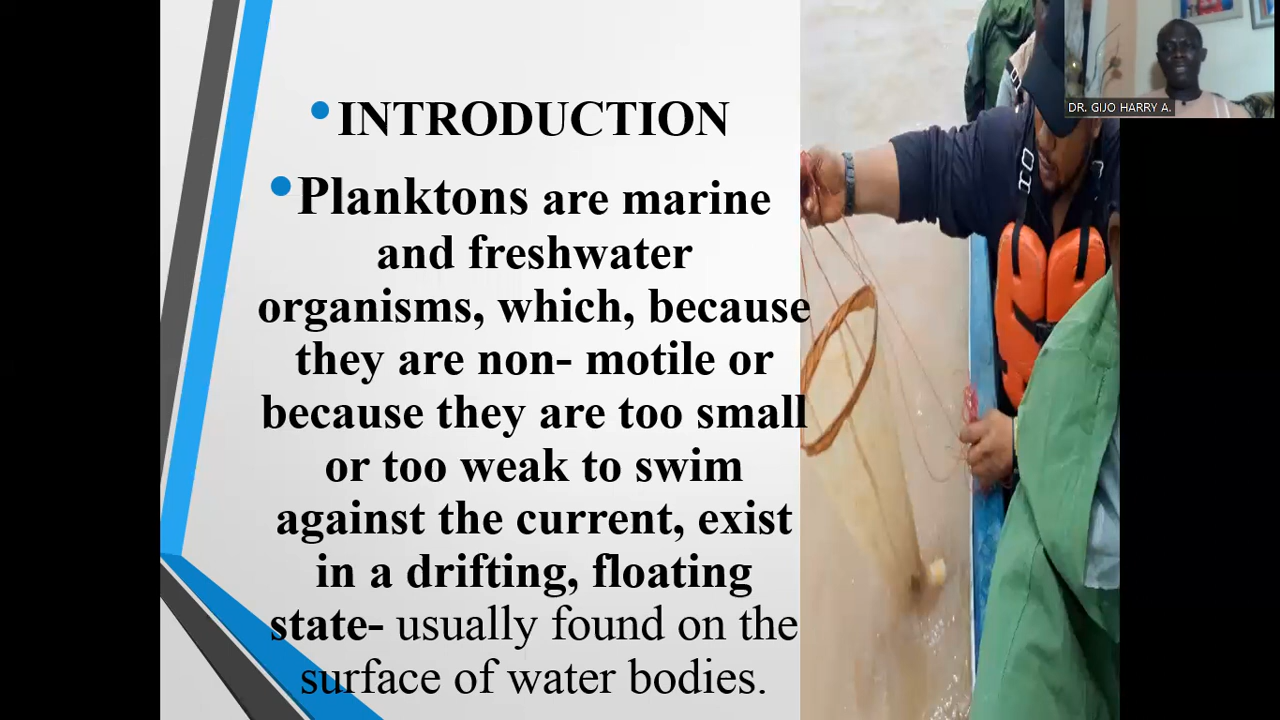 INTRODUCTION
Planktons are marine
and freshwater
organisms, which, because
they are non- motile or
because they are too small
or too weak to swim
against the current, exist
in a drifting, floating
state- usually found on the
surface of water bodies.
DR. GIJO HARRY A.